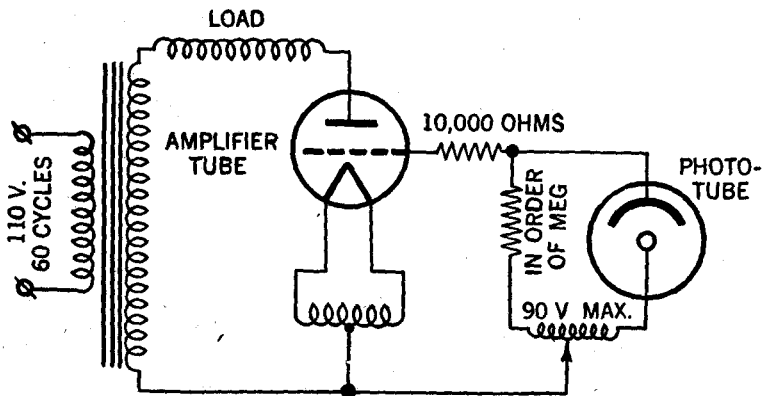 LOAD
110 V.
60 CYCLES
AMPLIFIER
TUBE
10,000 OHMS
IN ORDER
OF MEG
PHOTO-
TUBE
90 V MAX.